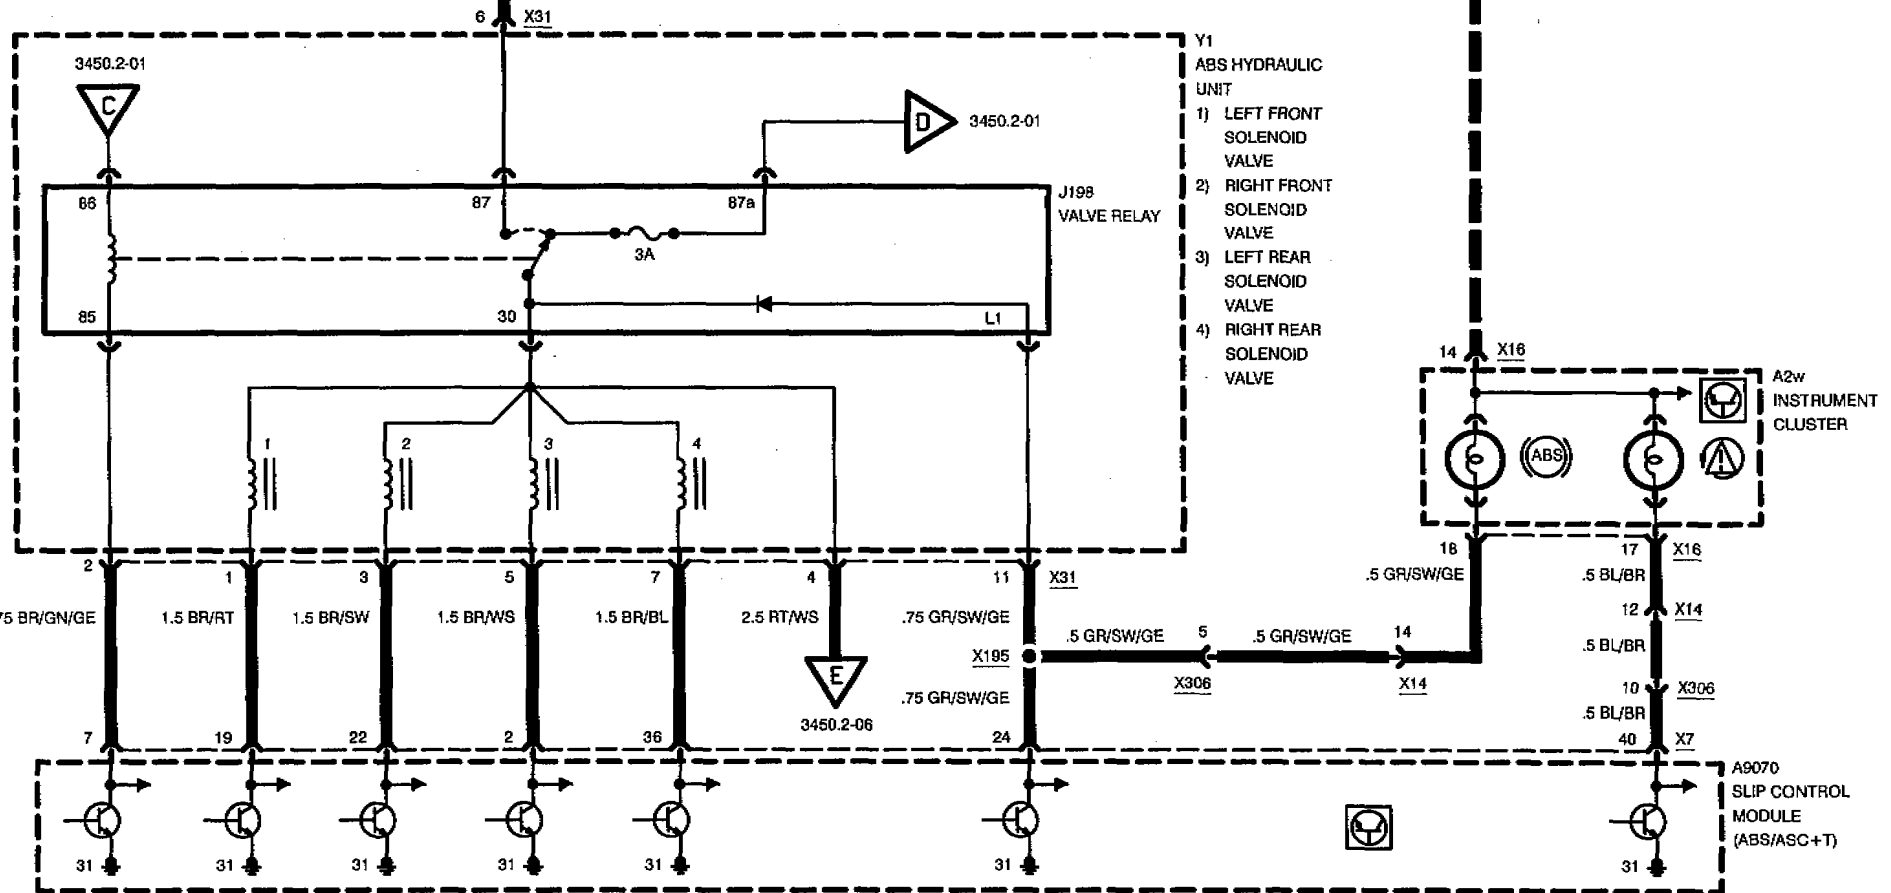 6 X31
3450.2-01
C
D 3450.2-01
86
87
87a
3A
85
30
L1
J198
VALVE RELAY
Y1
ABS HYDRAULIC
UNIT
1) LEFT FRONT
SOLENOID
VALVE
2) RIGHT FRONT
SOLENOID
VALVE
3) LEFT REAR
SOLENOID
VALVE
4) RIGHT REAR
SOLENOID
VALVE
14 X16
A2w
INSTRUMENT
CLUSTER
ABS
1
2
3
4
2 1 3 5 7 4 11 X31
18 17 X16
.5 GR/SW/GE .5 BL/BR
75 BR/GN/GE 1.5 BR/RT 1.5 BR/SW 1.5 BR/WS 1.5 BR/BL 2.5 RT/WS .75 GR/SW/GE
12 X14
X195 .5 GR/SW/GE 5 .5 GR/SW/GE 14 .5 BL/BR
X306 X14
E
3450.2-06
.75 GR/SW/GE
10 X306
.5 BL/BR
7 19 22 2 36 24 40 X7
A9070
SLIP CONTROL
MODULE
(ABS/ASC+T)
31 31 31 31 31 31 31